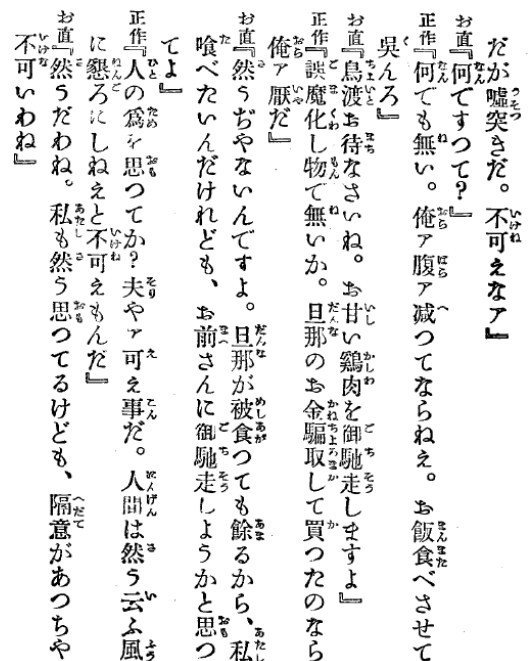 だが嘘突きだ。不可えなア』
お直『何ですつて？』
正作『何でも無い。俺ァ腹ァ減つてならねえ。お飯食べさせて
呉んろ』
お直『鳥渡お待なさいね。お甘い鶏肉を御馳走しますよ』
正作『誤魔化し物で無いか。旦那のお金騙取して買つたのなら
俺ァ厭だ』
お直『然うぢやないんですよ。旦那が被食つても餘るから、私
喰べたいんだけれども、お前さんに御馳走しようかと思つ
てよ』
正作『人の爲を思つてか？夫やァ可え事だ。人間は然う云ふ風
に懇ろにしねえと不可えもんだ』
お直『然うだわね。私も然う思つてるけども、隔意があつちや
不可いわね』